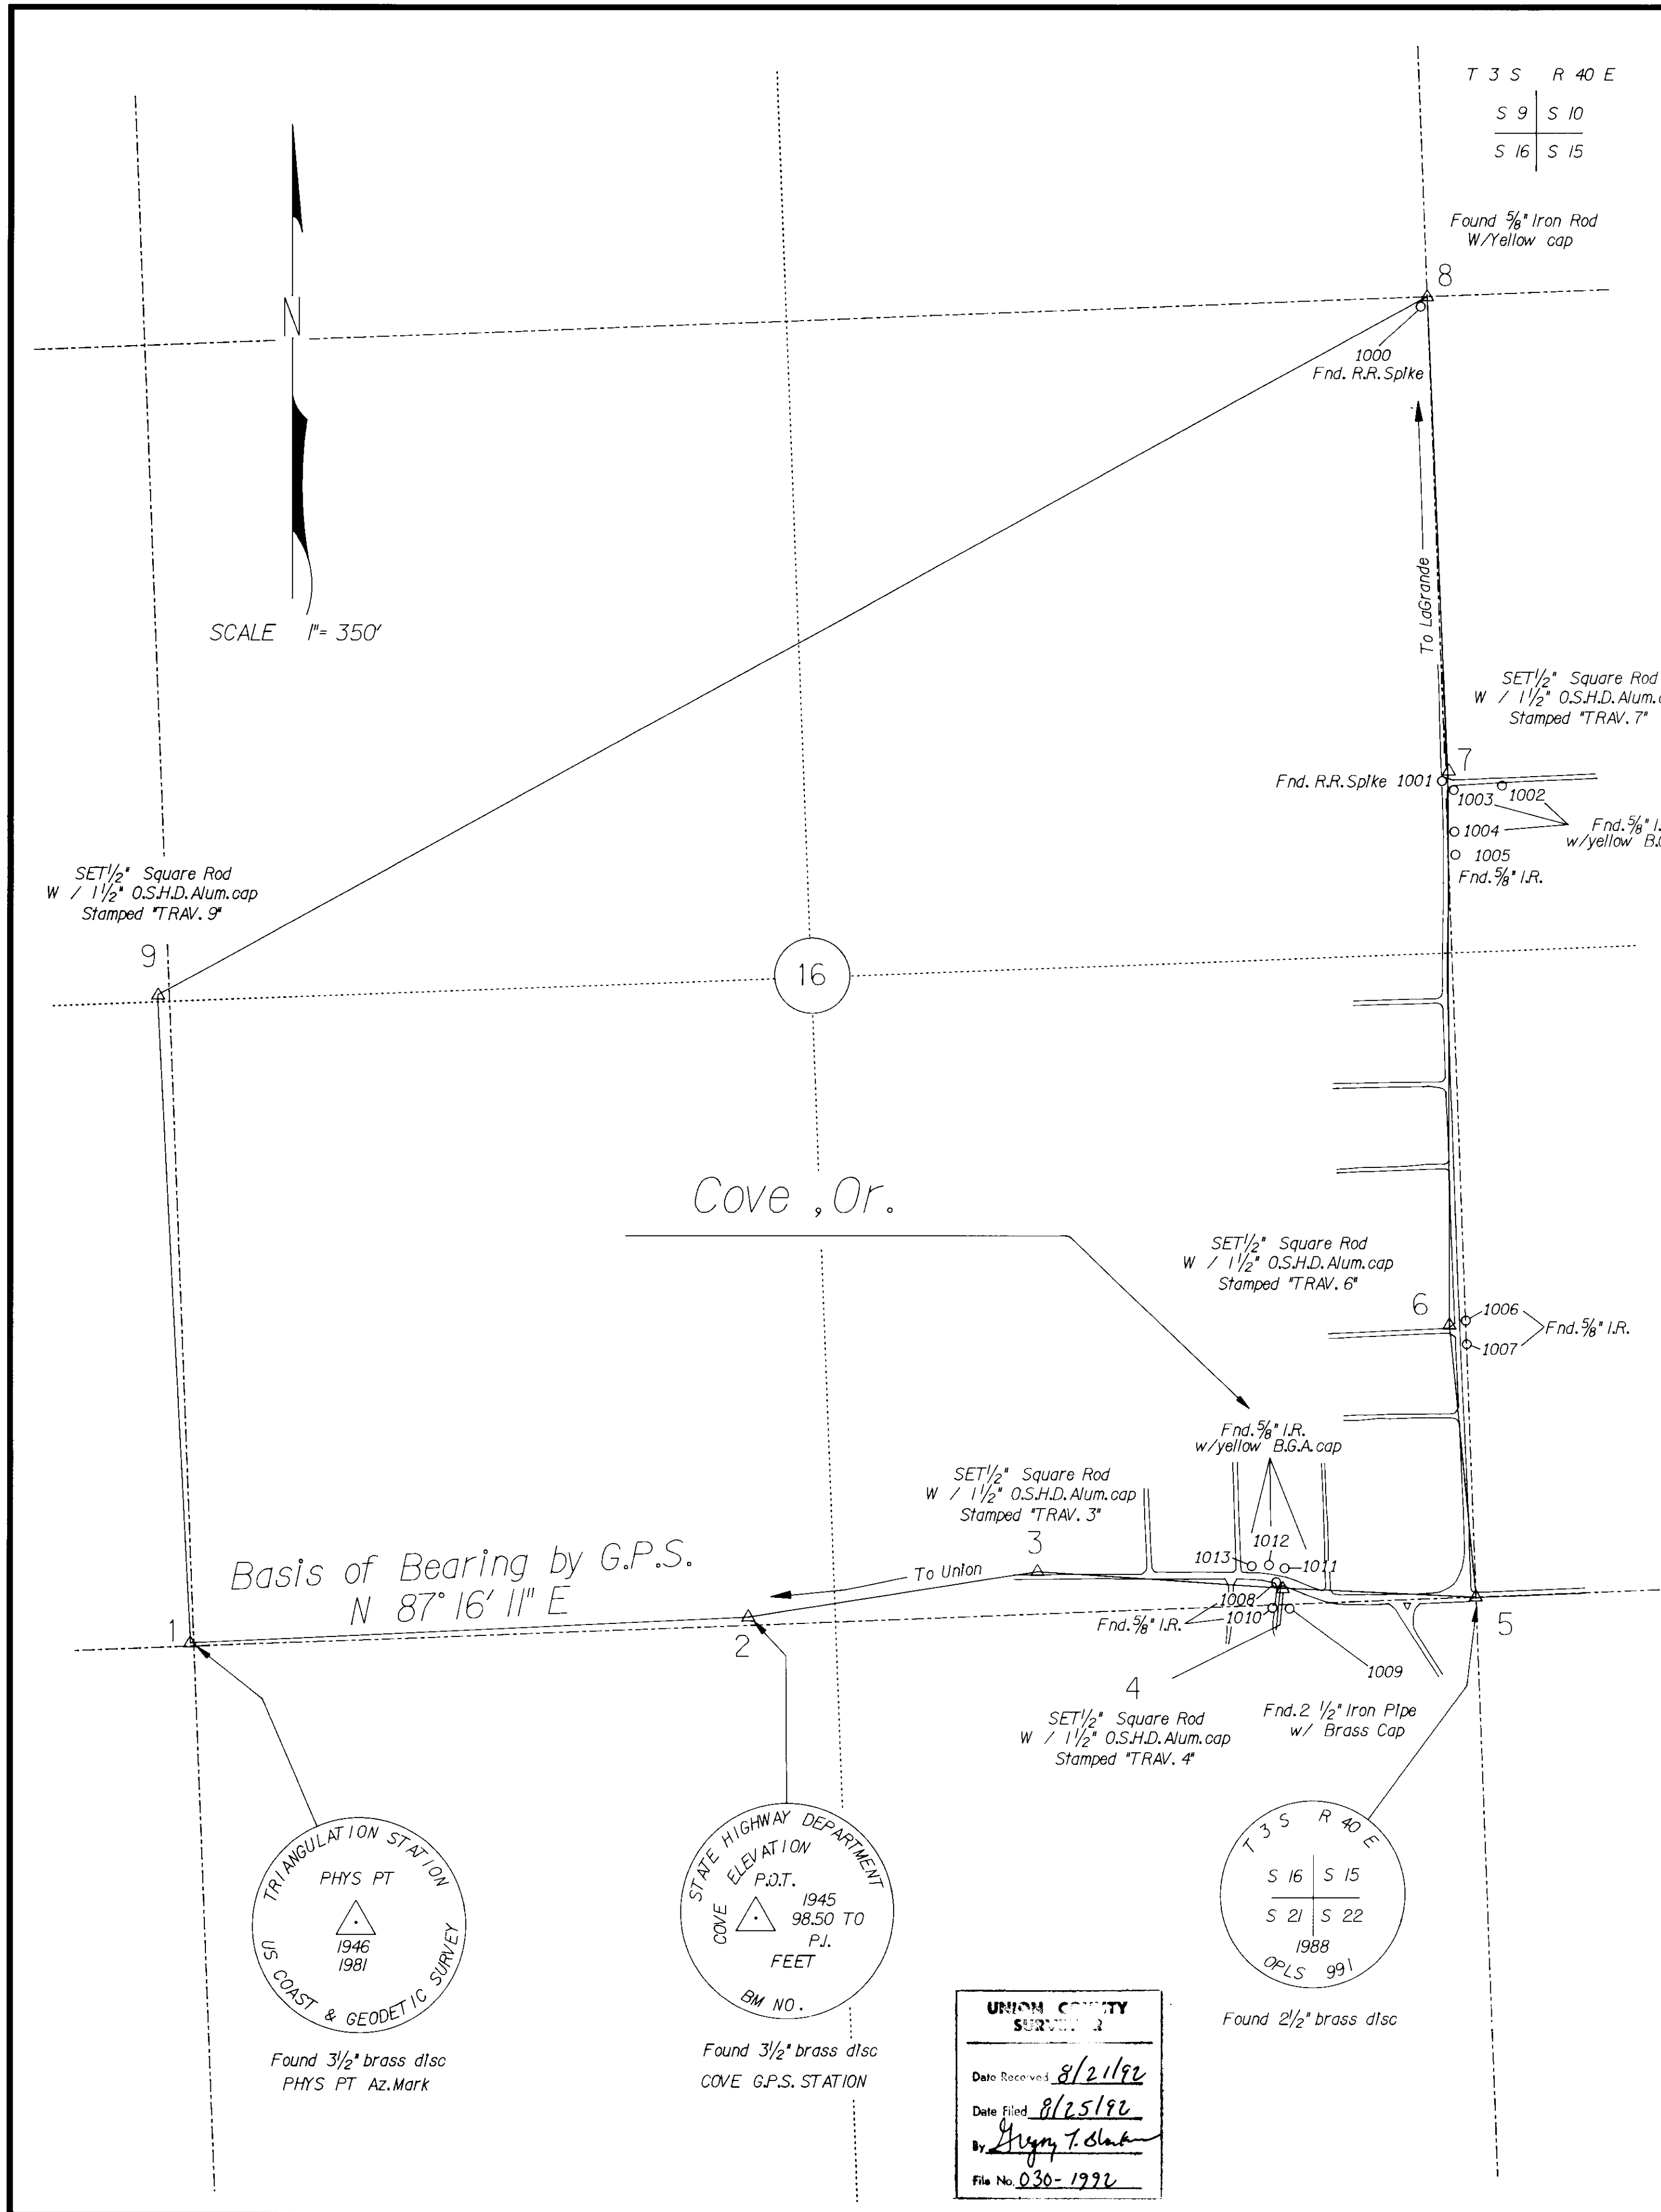 T 3 S R 40 E
S 9 S 10
S 16 S 15
Found 5/8" Iron Rod
W/Yellow cap
8
1000
Fnd. R.R. Spike
N
SCALE 1"= 350'
To LaGrande
SET 1/2" Square Rod
W / 1 1/2" O.S.H.D. Alum.
Stamped "TRAV. 7"
7
Fnd. R.R. Spike 1001
1003
1002
1004
Fnd. 5/8" I.
w/yellow B.
1005
Fnd. 5/8" I.R.
SET 1/2" Square Rod
W / 1 1/2" O.S.H.D. Alum. cap
Stamped "TRAV. 9"
9
16
Cove , Or.
SET 1/2" Square Rod
W / 1 1/2" O.S.H.D. Alum. cap
Stamped "TRAV. 6"
6
1006
Fnd. 5/8" I.R.
1007
Fnd. 5/8" I.R.
w/yellow B.G.A. cap
SET 1/2" Square Rod
W / 1 1/2" O.S.H.D. Alum. cap
Stamped "TRAV. 3"
3
1012
1013
1011
To Union
Basis of Bearing by G.P.S.
N 87° 16' 11" E
1008
1010
Fnd. 5/8" I.R.
1
2
5
1009
4
SET 1/2" Square Rod
W / 1 1/2" O.S.H.D. Alum. cap
Stamped "TRAV. 4"
Fnd. 2 1/2" Iron Pipe
w/ Brass Cap
TRIANGULATION STATION
PHYS PT
1946
1981
US COAST & GEODETIC SURVEY
Found 3 1/2" brass disc
PHYS PT Az. Mark
STATE HIGHWAY DEPARTMENT
COVE ELEVATION
P.O.T.
1945
98.50 TO
P.I.
FEET
BM NO.
Found 3 1/2" brass disc
COVE G.P.S. STATION
T 3 S R 40 E
S 16 S 15
S 21 S 22
1988
OPLS 991
Found 2 1/2" brass disc
UNION COUNTY
SURVEYOR
Date Received 8/21/92
Date Filed 8/25/92
By Gregory T.
File No. 030-1992